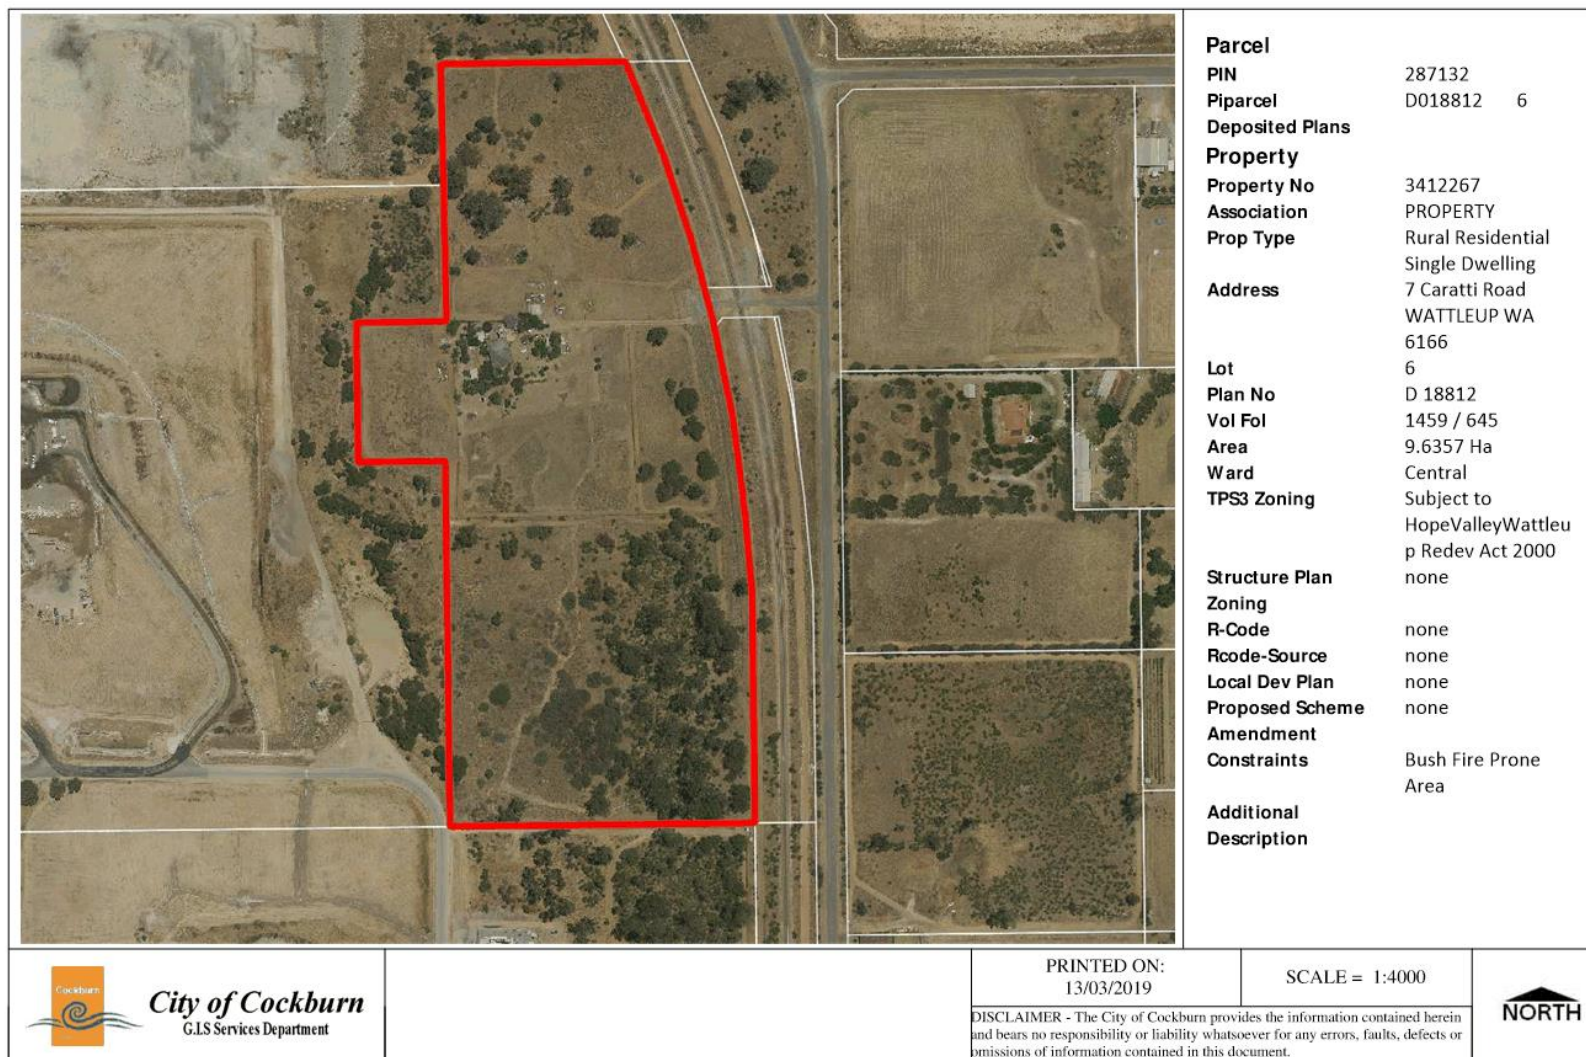 Parcel
PIN 287132
Piparcel D018812 6
Deposited Plans
Property
Property No 3412267
Association PROPERTY
Prop Type Rural Residential
Single Dwelling
Address 7 Caratti Road
WATTLEUP WA
6166
Lot 6
Plan No D 18812
Vol Fol 1459 / 645
Area 9.6357 Ha
Ward Central
TPS3 Zoning Subject to
HopeValleyWattleu
p Redev Act 2000
Structure Plan none
Zoning
R-Code none
Rcode-Source none
Local Dev Plan none
Proposed Scheme none
Amendment
Constraints Bush Fire Prone
Area
Additional
Description
Cockburn
City of Cockburn
G.I.S Services Department
PRINTED ON:
13/03/2019
SCALE = 1:4000
DISCLAIMER - The City of Cockburn provides the information contained herein
and bears no responsibility or liability whatsoever for any errors, faults, defects or
omissions of information contained in this document.
NORTH